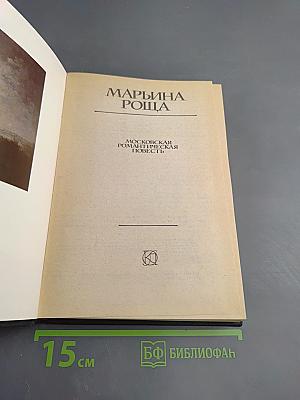 МАРЬИНА
РОЩА
МОСКОВСКАЯ
РОМАНТИЧЕСКАЯ
ПОВЕСТЬ
15 см
БФ БИБЛИОФАН